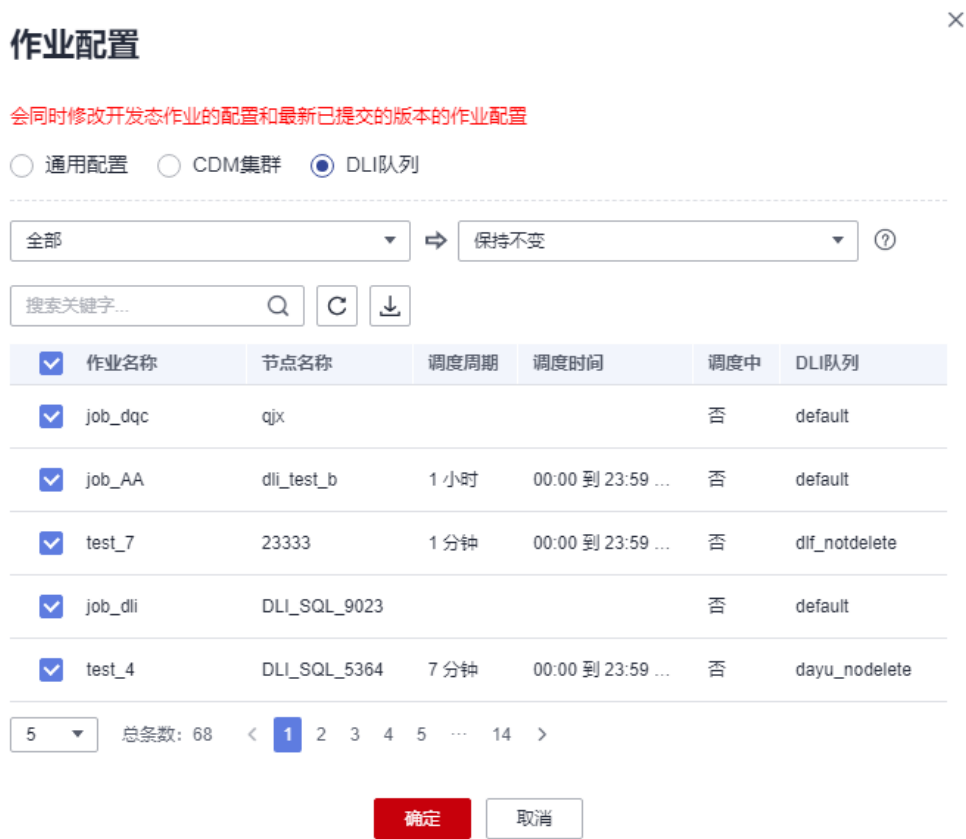 作业配置
会同时修改开发态作业的配置和最新已提交的版本的作业配置
通用配置 CDM集群 DLI队列
全部 保持不变
搜索关键字...
作业名称 节点名称 调度周期 调度时间 调度中 DLI队列
job_dqc qjx 否 default
job_AA dli_test_b 1 小时 00:00 到 23:59 ... 否 default
test_7 23333 1 分钟 00:00 到 23:59 ... 否 dlf_notdelete
job_dli DLI_SQL_9023 否 default
test_4 DLI_SQL_5364 7 分钟 00:00 到 23:59 ... 否 dayu_nodelete
5 总条数: 68 < 1 2 3 4 5 ... 14 >
确定 取消